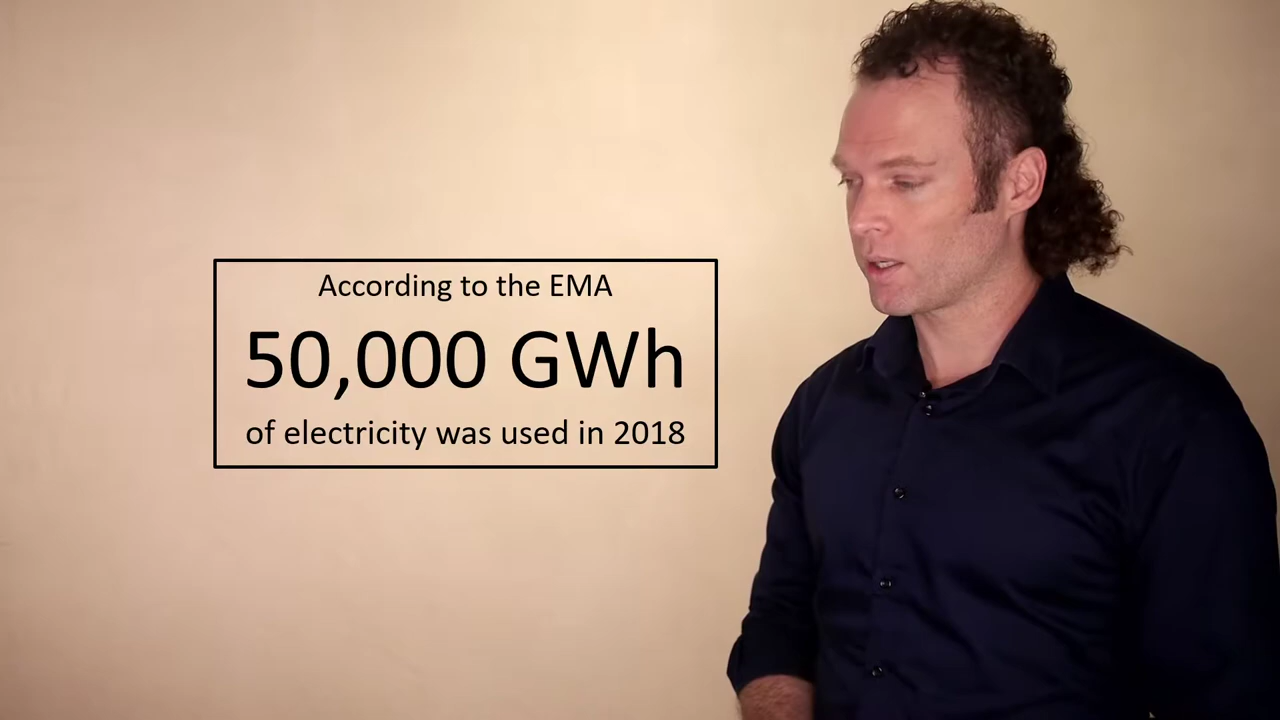 According to the EMA
50,000 GWh
of electricity was used in 2018